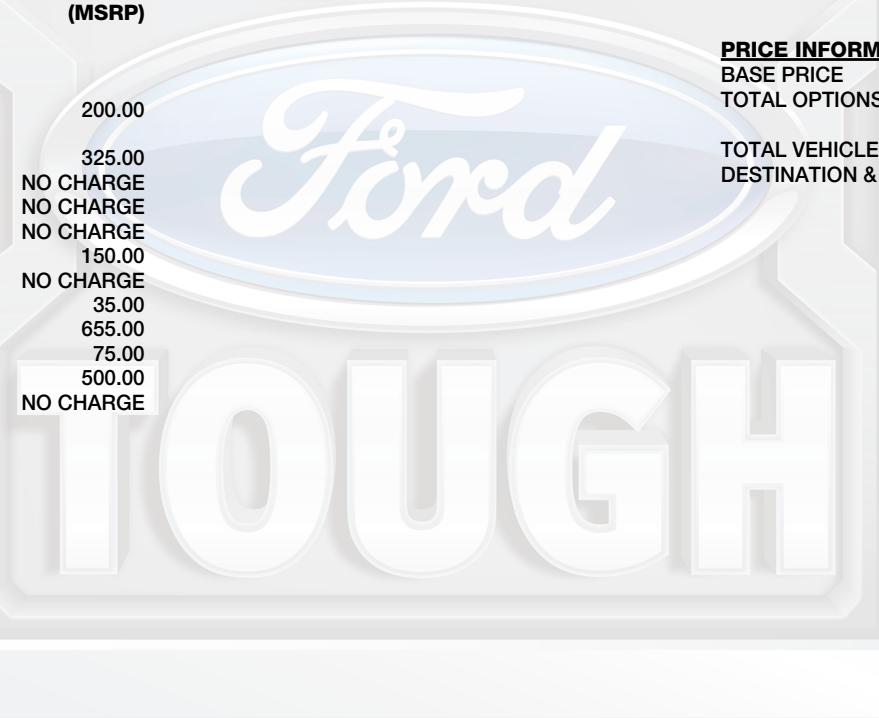 (MSRP)
200.00
325.00
NO CHARGE
NO CHARGE
NO CHARGE
150.00
NO CHARGE
35.00
655.00
75.00
500.00
NO CHARGE
PRICE INFORM
BASE PRICE
TOTAL OPTIONS
TOTAL VEHICLE
DESTINATION &
Ford
TOUGH